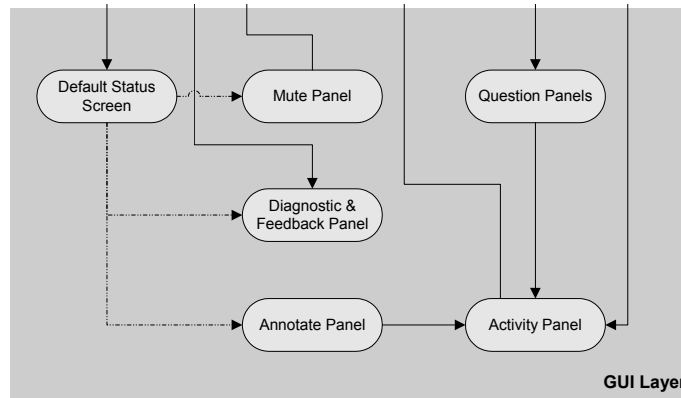 Default Status
Screen
Mute Panel
Question Panels
Diagnostic &
Feedback Panel
Annotate Panel
Activity Panel
GUI Layer